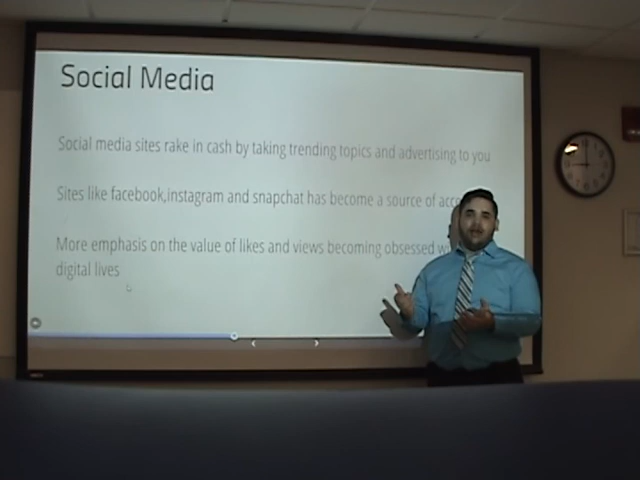 Social Media
Social media sites rake in cash by taking trending topics and advertising to you
Sites like facebook,instagram and snapchat has become a source of
More emphasis on the value of likes and views becoming obsessed
digital lives